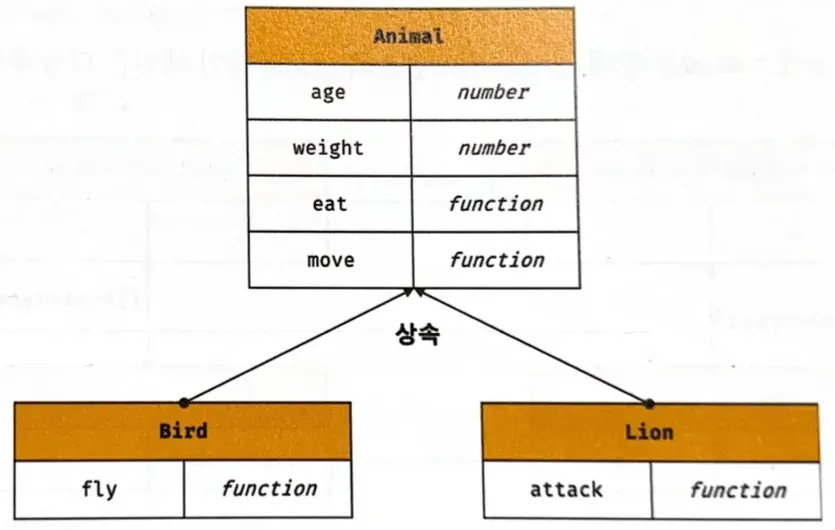 Animal
age number
weight number
eat function
move function
상속
Bird
fly function
Lion
attack function